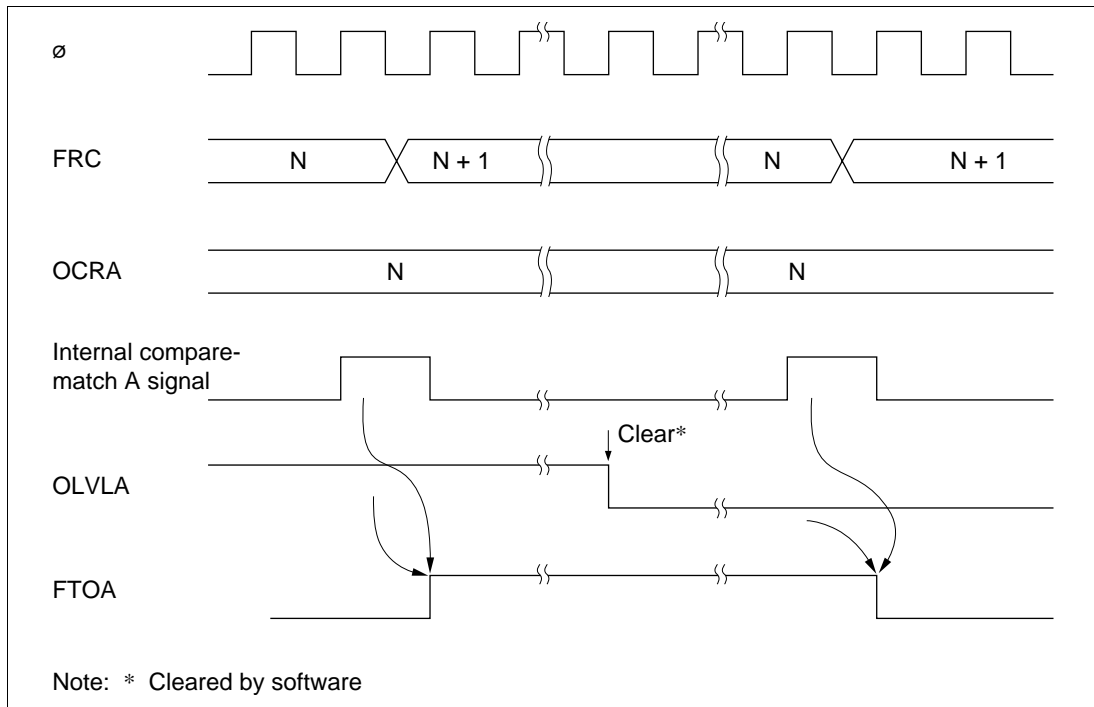 ø
FRC
N
N + 1
N
N + 1
OCRA
N
N
Internal compare-
match A signal
Clear*
OLVLA
FTOA
Note: * Cleared by software